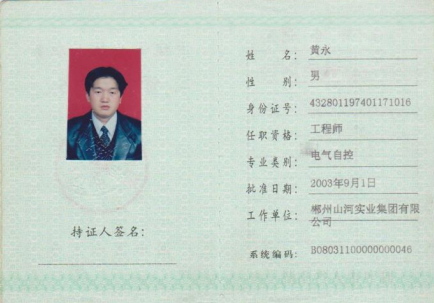 姓名：黄永
性别：男
身份证号：432801197401171016
任职资格：工程师
专业类别：电气自控
批准日期：2003年9月1日
工作单位：郴州山河实业集团有限
公司
系统编码：B08031100000000046
持证人签名：